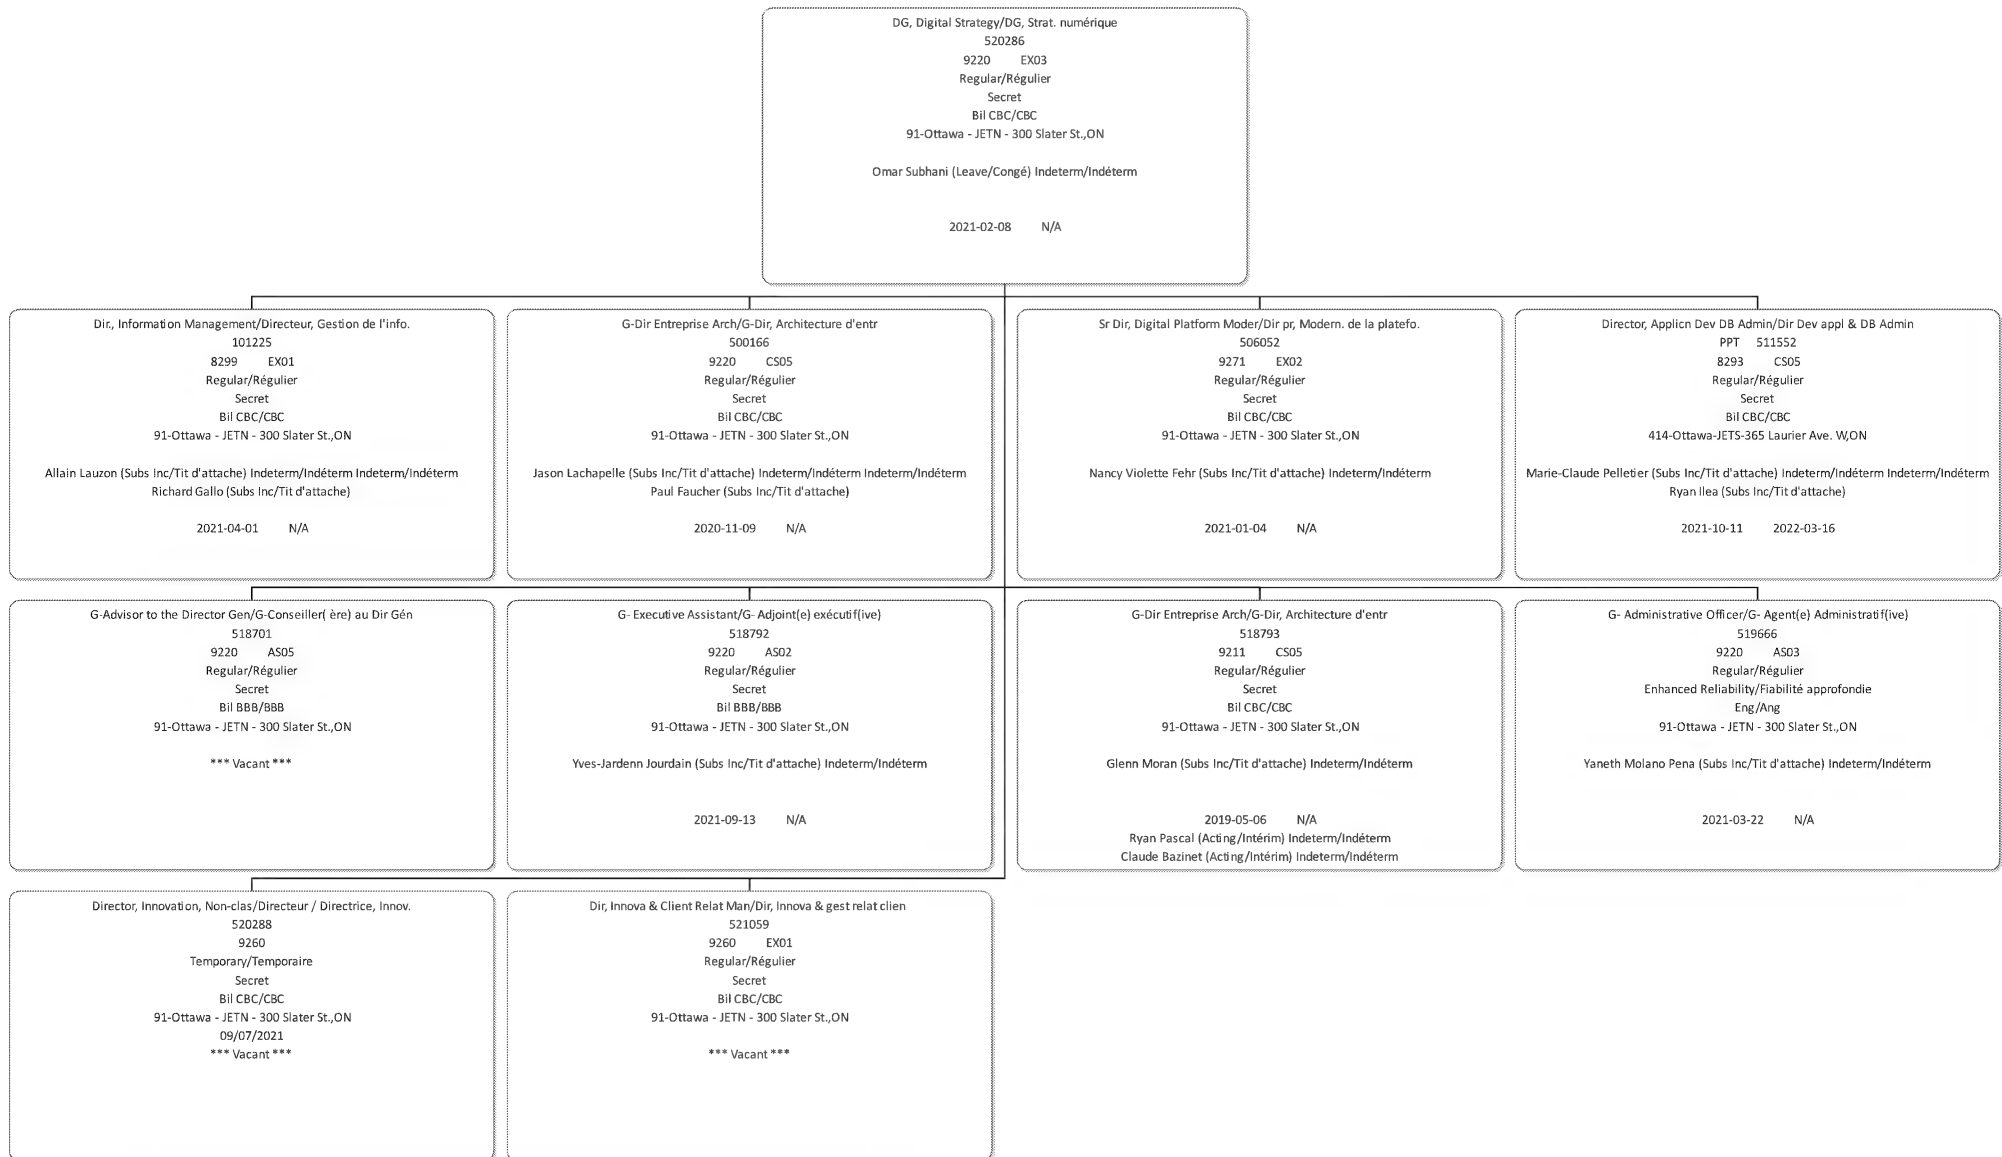 DG, Digital Strategy/DG, Strat. numérique
520286
9220 EX03
Regular/Régulier
Secret
Bil CBC/CBC
91-Ottawa - JETN - 300 Slater St.,ON
Omar Subhani (Leave/Congé) Indeterm/Indéterm
2021-02-08 N/A
Dir., Information Management/Directeur, Gestion de l'info.
101225
8299 EX01
Regular/Régulier
Secret
Bil CBC/CBC
91-Ottawa - JETN - 300 Slater St.,ON
Allain Lauzon (Subs Inc/Tit d'attache) Indeterm/Indéterm Indeterm/Indéterm
Richard Gallo (Subs Inc/Tit d'attache)
2021-04-01 N/A
G-Dir Entreprise Arch/G-Dir, Architecture d'entr
500166
9220 CS05
Regular/Régulier
Secret
Bil CBC/CBC
91-Ottawa - JETN - 300 Slater St.,ON
Jason Lachapelle (Subs Inc/Tit d'attache) Indeterm/Indéterm Indeterm/Indéterm
Paul Faucher (Subs Inc/Tit d'attache)
2020-11-09 N/A
Sr Dir, Digital Platform Moder/Dir pr, Modern. de la platefo.
506052
9271 EX02
Regular/Régulier
Secret
Bil CBC/CBC
91-Ottawa - JETN - 300 Slater St.,ON
Nancy Violette Fehr (Subs Inc/Tit d'attache) Indeterm/Indéterm
2021-01-04 N/A
Director, Applicn Dev DB Admin/Dir Dev appl & DB Admin
PPT 511552
8293 CS05
Regular/Régulier
Secret
Bil CBC/CBC
414-Ottawa-JETS-365 Laurier Ave. W,ON
Marie-Claude Pelletier (Subs Inc/Tit d'attache) Indeterm/Indéterm Indeterm/Indéterm
Ryan Ilea (Subs Inc/Tit d'attache)
2021-10-11 2022-03-16
G-Advisor to the Director Gen/G-Conseiller( ère) au Dir Gén
518701
9220 AS05
Regular/Régulier
Secret
Bil BBB/BBB
91-Ottawa - JETN - 300 Slater St.,ON
*** Vacant ***
G- Executive Assistant/G- Adjoint(e) exécutif(ive)
518792
9220 AS02
Regular/Régulier
Secret
Bil BBB/BBB
91-Ottawa - JETN - 300 Slater St.,ON
Yves-Jardenn Jourdain (Subs Inc/Tit d'attache) Indeterm/Indéterm
2021-09-13 N/A
G-Dir Entreprise Arch/G-Dir, Architecture d'entr
518793
9211 CS05
Regular/Régulier
Secret
Bil CBC/CBC
91-Ottawa - JETN - 300 Slater St.,ON
Glenn Moran (Subs Inc/Tit d'attache) Indeterm/Indéterm
2019-05-06 N/A
Ryan Pascal (Acting/Intérim) Indeterm/Indéterm
Claude Bazinet (Acting/Intérim) Indeterm/Indéterm
G- Administrative Officer/G- Agent(e) Administratif(ive)
519666
9220 AS03
Regular/Régulier
Enhanced Reliability/Fiabilité approfondie
Eng/Ang
91-Ottawa - JETN - 300 Slater St.,ON
Yaneth Molano Pena (Subs Inc/Tit d'attache) Indeterm/Indéterm
2021-03-22 N/A
Director, Innovation, Non-clas/Directeur / Directrice, Innov.
520288
9260
Temporary/Temporaire
Secret
Bil CBC/CBC
91-Ottawa - JETN - 300 Slater St.,ON
09/07/2021
*** Vacant ***
Dir, Innova & Client Relat Man/Dir, Innova & gest relat clien
521059
9260 EX01
Regular/Régulier
Secret
Bil CBC/CBC
91-Ottawa - JETN - 300 Slater St.,ON
*** Vacant ***